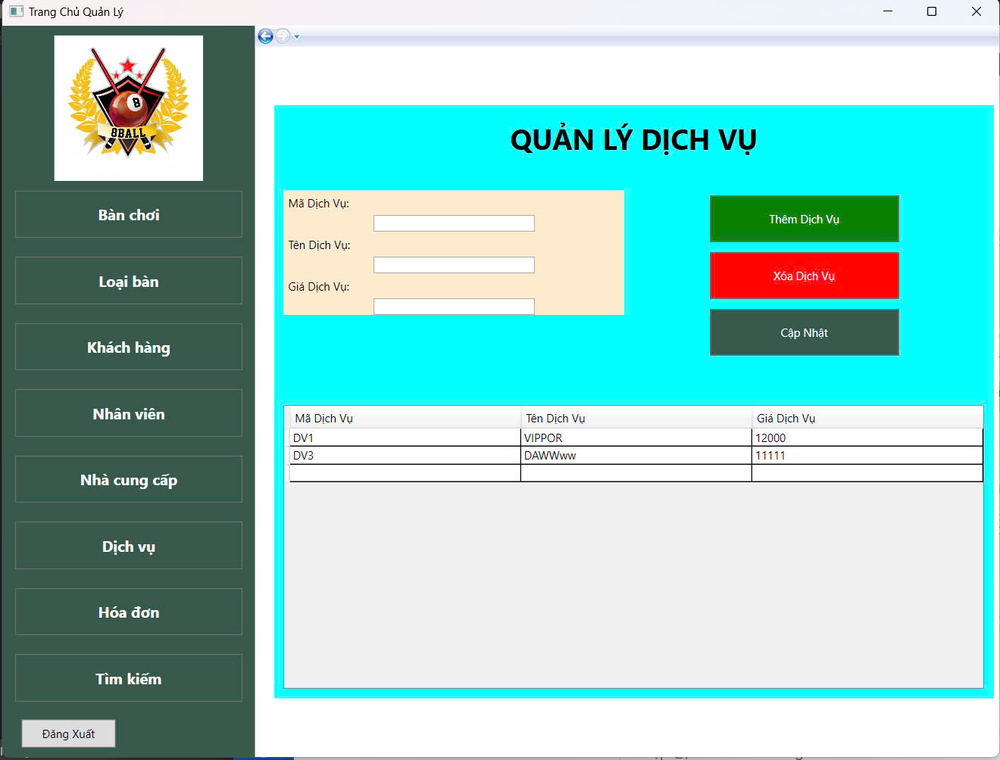 Trang Chủ Quản Lý
8
8BALL
Bàn chơi
Loại bàn
Khách hàng
Nhân viên
Nhà cung cấp
Dịch vụ
Hóa đơn
Tìm kiếm
Đăng Xuất
QUẢN LÝ DỊCH VỤ
Mã Dịch Vụ:
Tên Dịch Vụ:
Giá Dịch Vụ:
Thêm Dịch Vụ
Xóa Dịch Vụ
Cập Nhật
Mã Dịch Vụ Tên Dịch Vụ Giá Dịch Vụ
DV1 VIPPOR 12000
DV3 DAWWww 11111